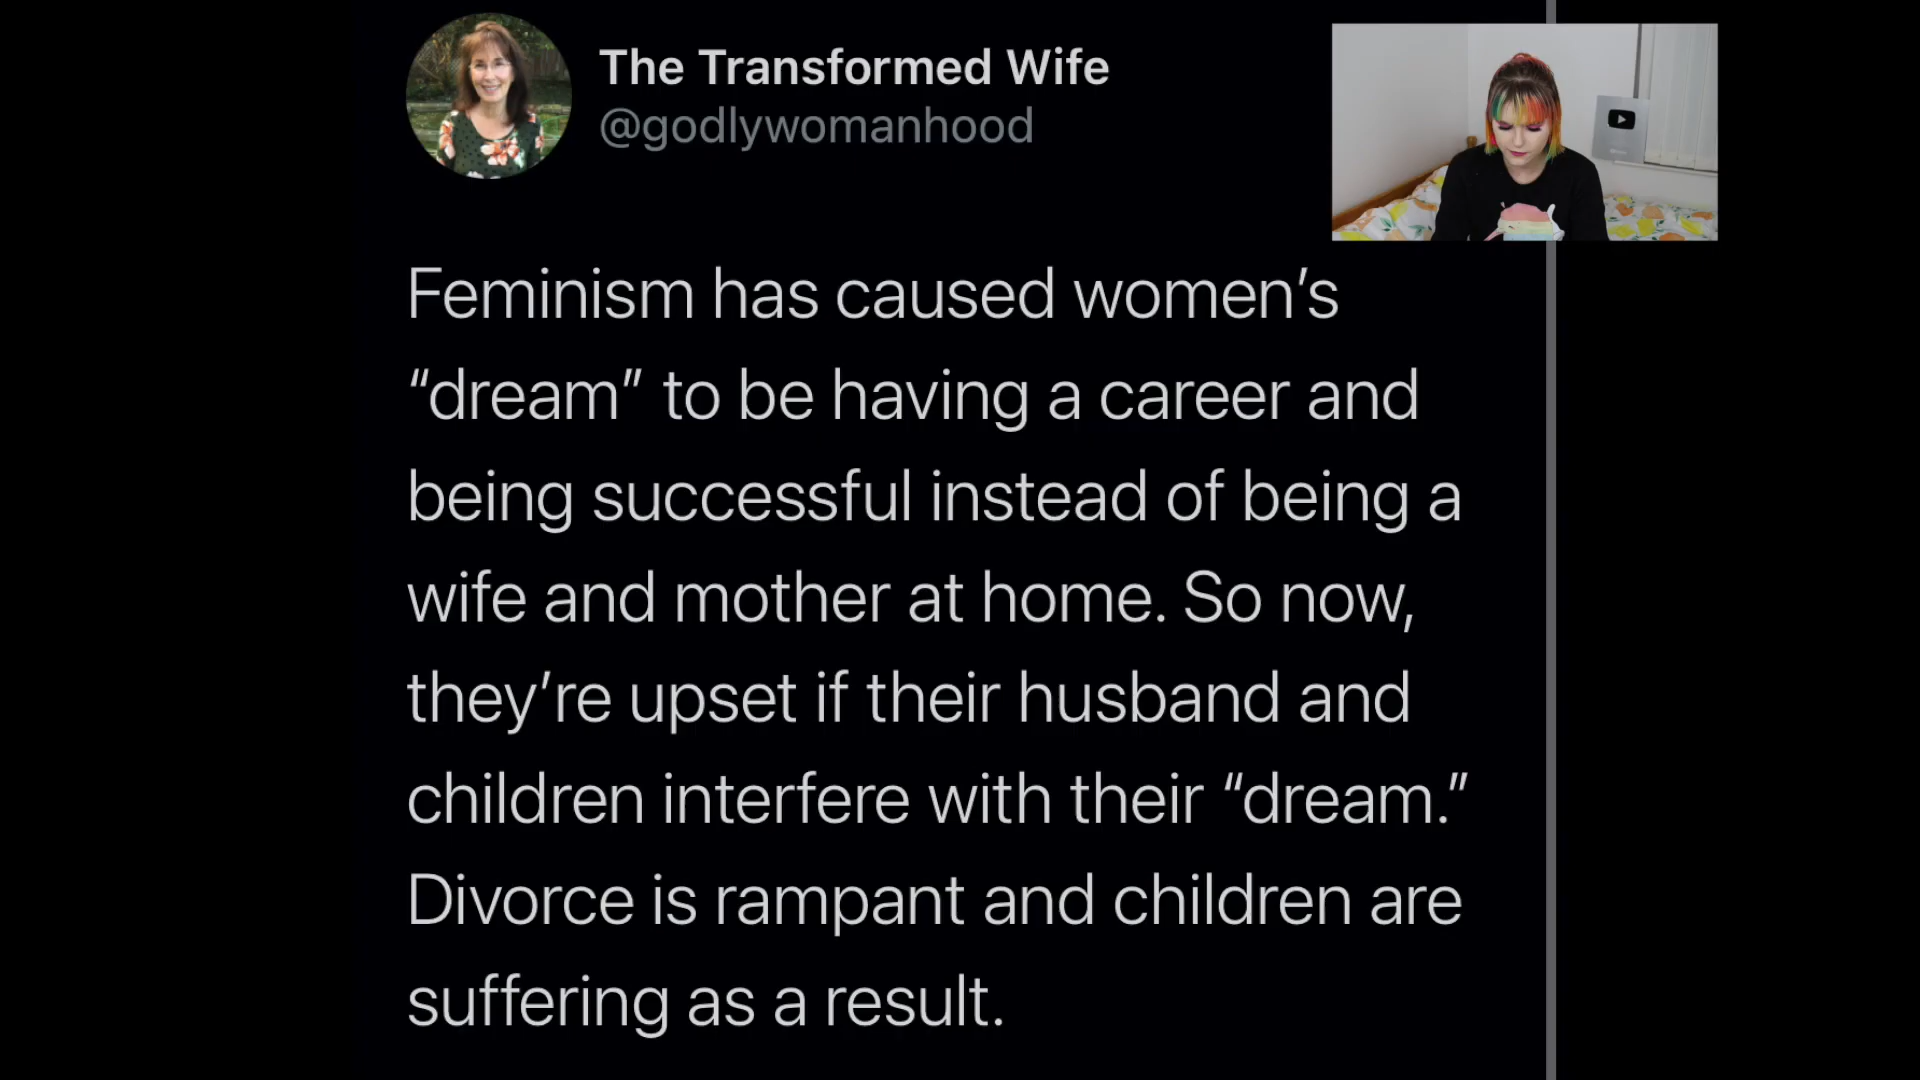 The Transformed Wife
@godlywomanhood
Feminism has caused women’s
“dream” to be having a career and
being successful instead of being a
wife and mother at home. So now,
they’re upset if their husband and
children interfere with their “dream.”
Divorce is rampant and children are
suffering as a result.